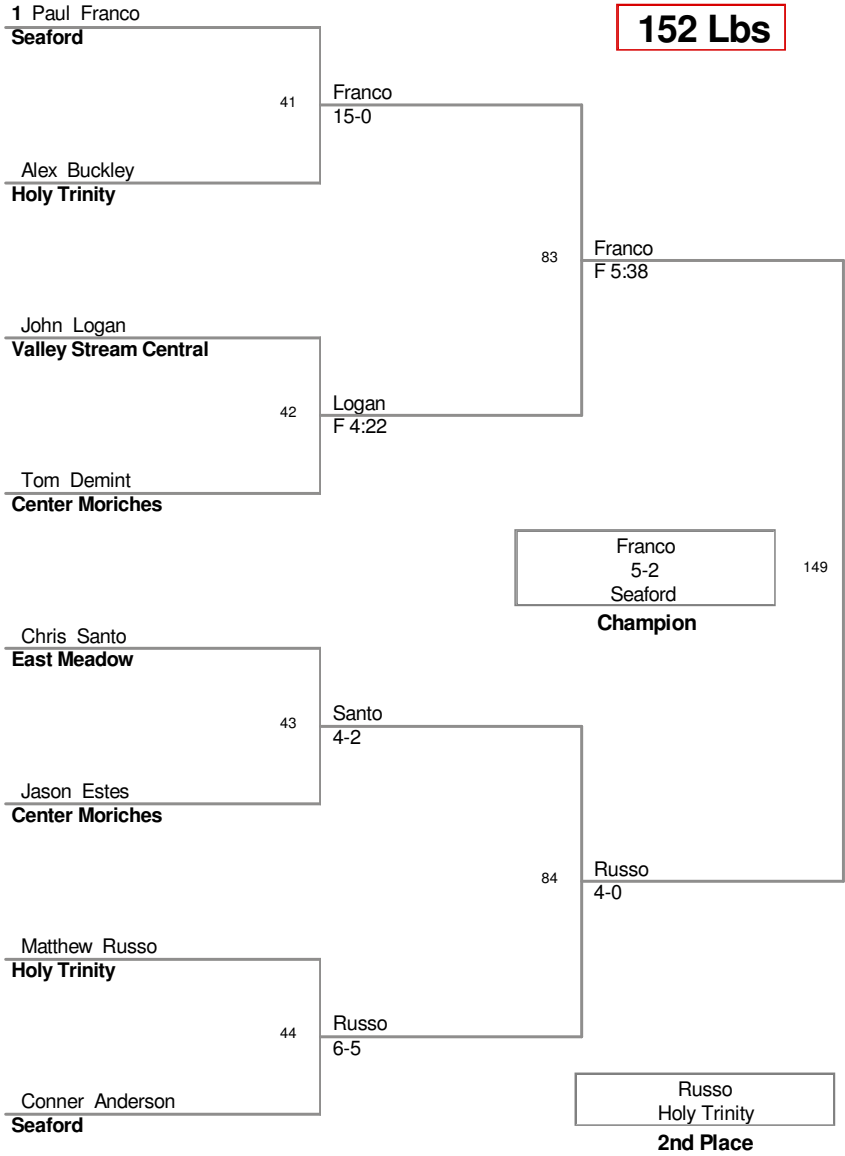 1 Paul Franco
Seaford
152 Lbs
41
Franco
15-0
Alex Buckley
Holy Trinity
83
Franco
F 5:38
John Logan
Valley Stream Central
42
Logan
F 4:22
Tom Demint
Center Moriches
Franco
5-2
Seaford
Champion
149
Chris Santo
East Meadow
43
Santo
4-2
Jason Estes
Center Moriches
84
Russo
4-0
Matthew Russo
Holy Trinity
44
Russo
6-5
Conner Anderson
Seaford
Russo
Holy Trinity
2nd Place